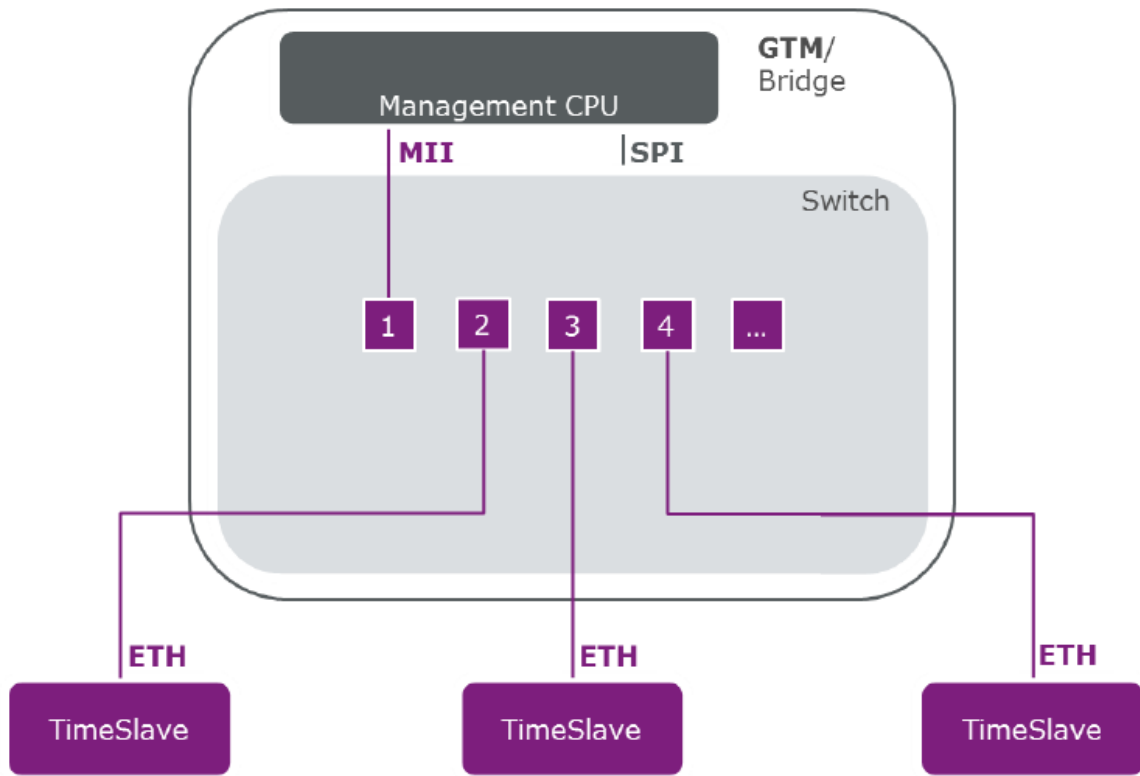 GTM/
Bridge
Management CPU
MII
SPI
Switch
1
2
3
4
...
ETH
ETH
ETH
TimeSlave
TimeSlave
TimeSlave